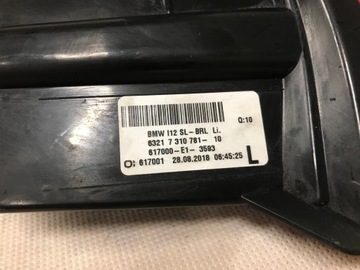 Q:10
BMW I12 SL-BRL Li.
6321 7 310 781- 10
617000-E1-3593
O: 617001 28.08.2018 06:45:25 L